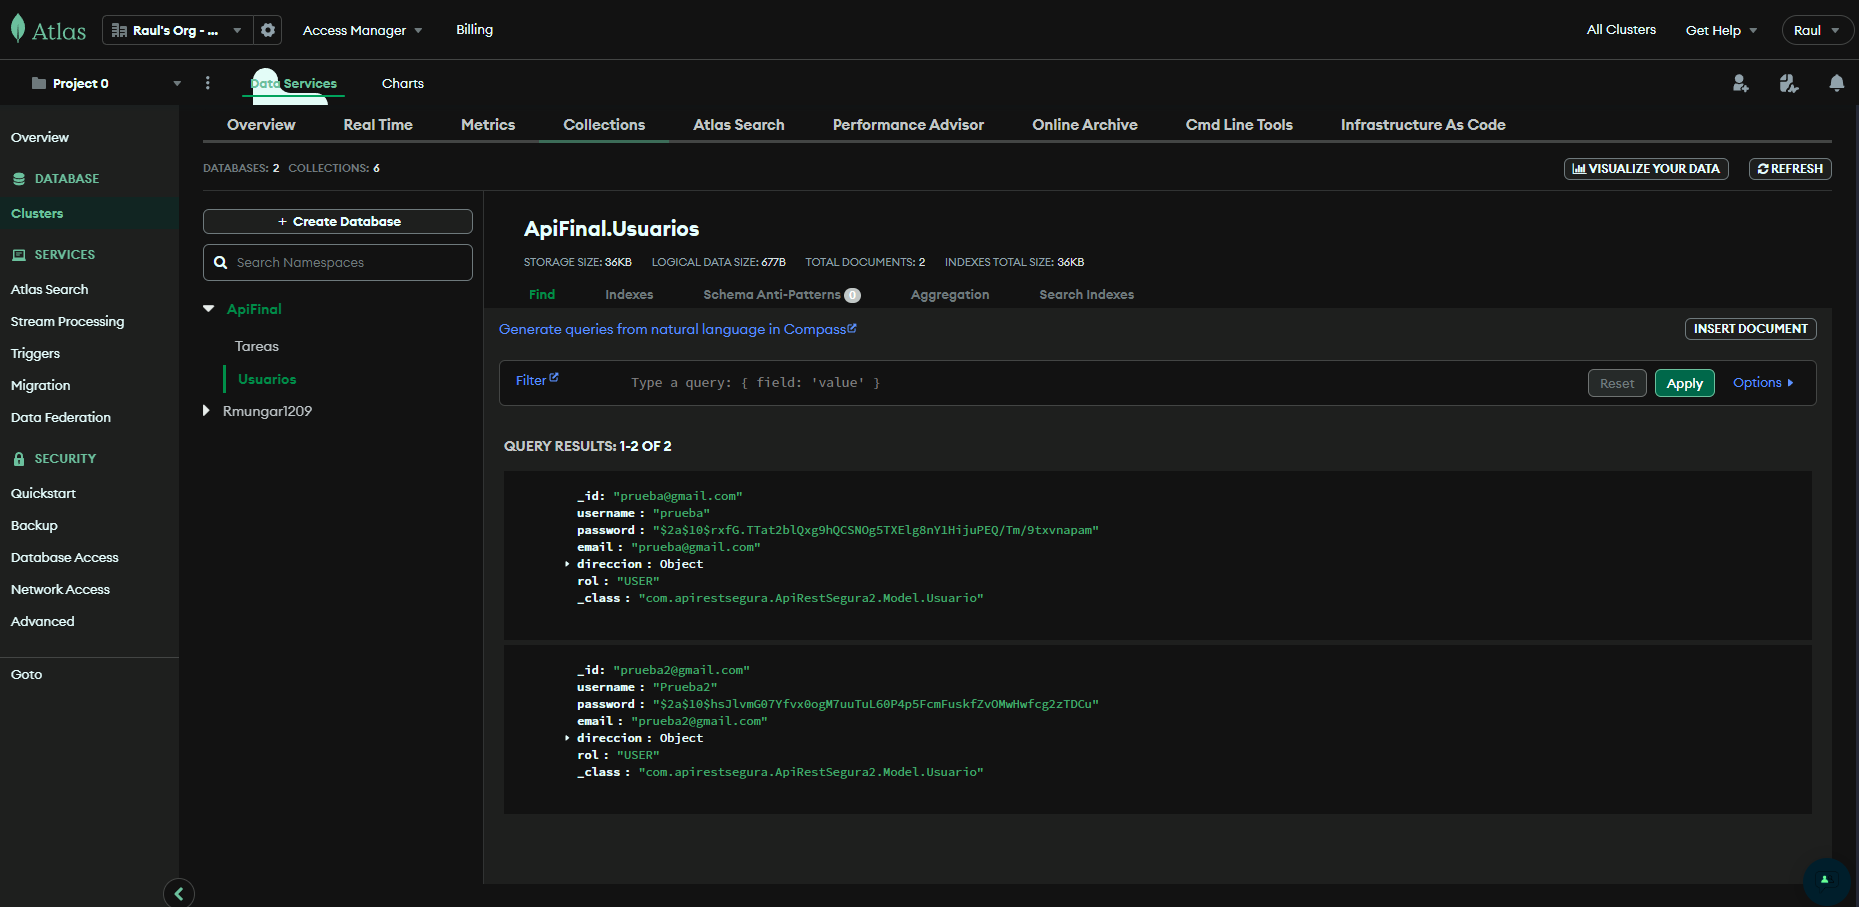 Atlas Raul's Org - ... Access Manager Billing All Clusters Get Help Raul
Project 0 Data Services Charts
Overview Real Time Metrics Collections Atlas Search Performance Advisor Online Archive Cmd Line Tools Infrastructure As Code
DATABASES: 2 COLLECTIONS: 6 VISUALIZE YOUR DATA REFRESH
Overview
DATABASE
Clusters
SERVICES
Atlas Search
Stream Processing
Triggers
Migration
Data Federation
SECURITY
Quickstart
Backup
Database Access
Network Access
Advanced
Goto
+ Create Database
Search Namespaces
ApiFinal
Tareas
Usuarios
Rmungar1209
ApiFinal.Usuarios
STORAGE SIZE: 36KB LOGICAL DATA SIZE: 677B TOTAL DOCUMENTS: 2 INDEXES TOTAL SIZE: 36KB
Find Indexes Schema Anti-Patterns 0 Aggregation Search Indexes
Generate queries from natural language in Compass INSERT DOCUMENT
Filter Type a query: { field: 'value' } Reset Apply Options
QUERY RESULTS: 1-2 OF 2
_id: "prueba@gmail.com"
username : "prueba"
password : "$2a$10$rxfG.TTat2blQxg9hQCSNOg5TXElg8nY1HijuPEQ/Tm/9txvnapam"
email : "prueba@gmail.com"
direccion : Object
rol : "USER"
_class : "com.apirestsegura.ApiRestSegura2.Model.Usuario"
_id: "prueba2@gmail.com"
username : "Prueba2"
password : "$2a$10$hsJlvmG07Yfvx0ogM7uuTuL60P4p5FcmFuskfZvOMwHwfcg2zTDCu"
email : "prueba2@gmail.com"
direccion : Object
rol : "USER"
_class : "com.apirestsegura.ApiRestSegura2.Model.Usuario"